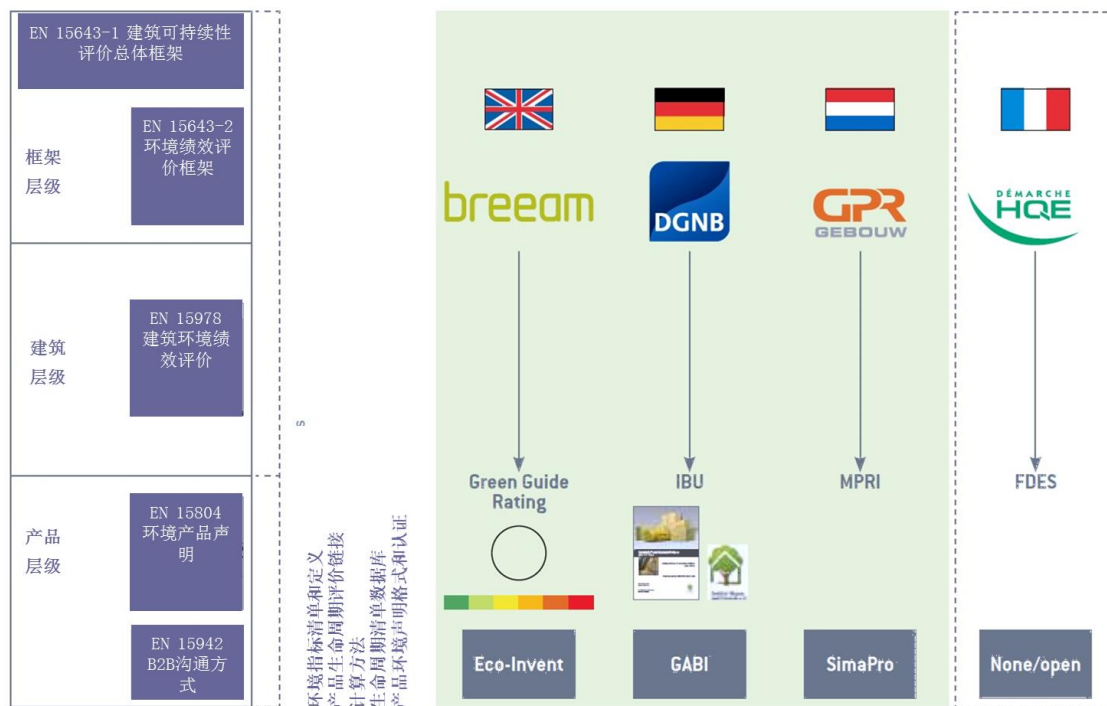 EN 15643-1 建筑可持续性
评价总体框架
框架
层级
EN 15643-2
环境绩效评
价框架
建筑
层级
EN 15978
建筑环境绩
效评价
产品
层级
EN 15804
环境产品声
明
EN 15942
B2B沟通方
式
s
环境指标清单和定义
产品生命周期评价链接
计算方法
生命周期清单数据库
产品环境声明格式和认证
breeam
Green Guide
Rating
Eco-Invent
DGNB
IBU
GABI
GPR
GEBOUW
MPRI
SimaPro
DÉMARCHE
HQE
FDES
None/open